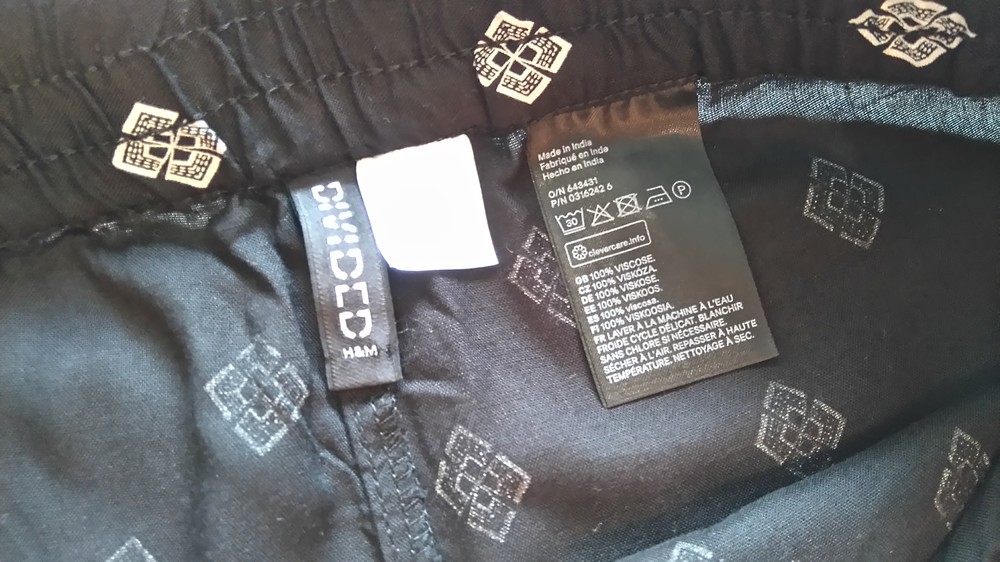 DIVIDED
H&M
Made in India
Fabriqué en Inde
Hecho en India
O/N 643431
P/N 0316242 6
30
P
clevercare.info
GB 100% VISCOSE.
CZ 100% VISKÓZA.
DE 100% VISKOSE.
EE 100% VISKOOS.
ES 100% viscosa.
FI 100% VISKOOSIA.
FR LAVER À LA MACHINE À L'EAU
FROIDE CYCLE DÉLICAT. BLANCHIR
SANS CHLORE SI NÉCESSAIRE.
SÉCHER À L'AIR. REPASSER À HAUTE
TEMPÉRATURE. NETTOYAGE À SEC.